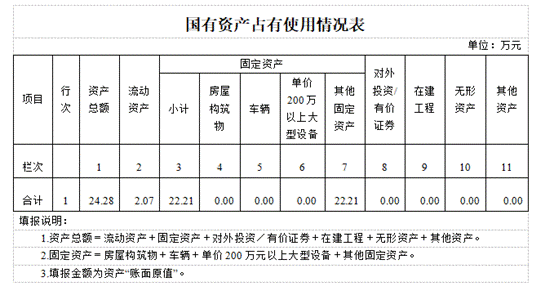 国有资产占有使用情况表
单位：万元
项目 行次 资产总额 流动资产 固定资产 对外投资/有价证券 在建工程 无形资产 其他资产
小计 房屋构筑物 车辆 单价200万以上大型设备 其他固定资产
栏次 1 2 3 4 5 6 7 8 9 10 11
合计 1 24.28 2.07 22.21 0.00 0.00 0.00 22.21 0.00 0.00 0.00 0.00
填报说明：
1.资产总额＝流动资产＋固定资产＋对外投资／有价证券＋在建工程＋无形资产＋其他资产。
2.固定资产＝房屋构筑物＋车辆＋单价200万元以上大型设备＋其他固定资产。
3.填报金额为资产“账面原值”。